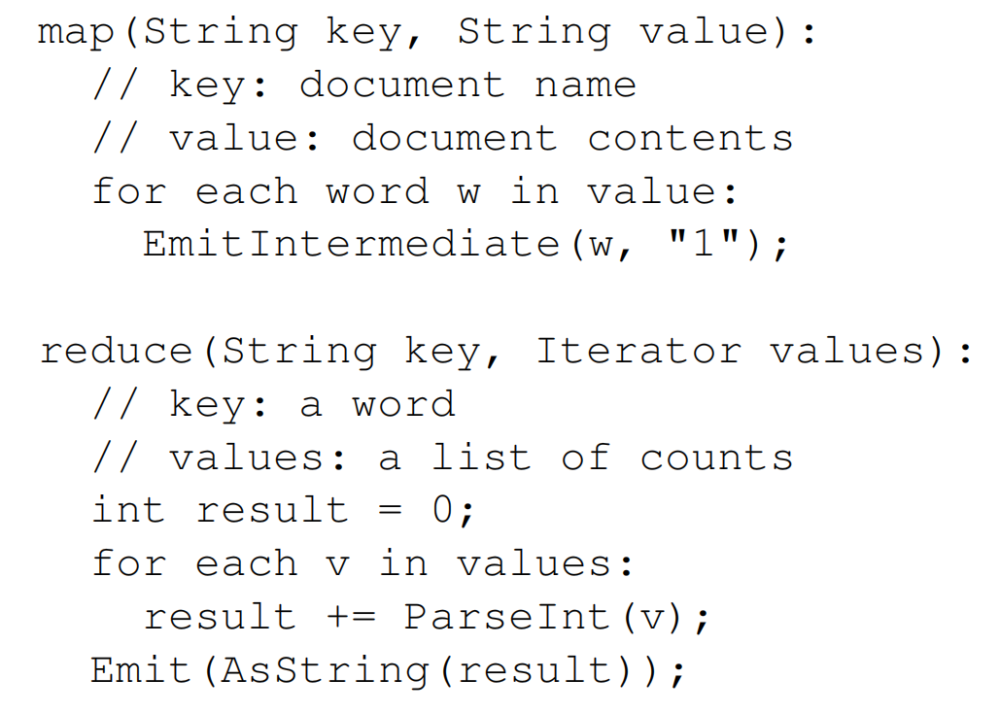 map(String key, String value):
// key: document name
// value: document contents
for each word w in value:
EmitIntermediate(w, "1");
reduce(String key, Iterator values):
// key: a word
// values: a list of counts
int result = 0;
for each v in values:
result += ParseInt(v);
Emit(AsString(result));